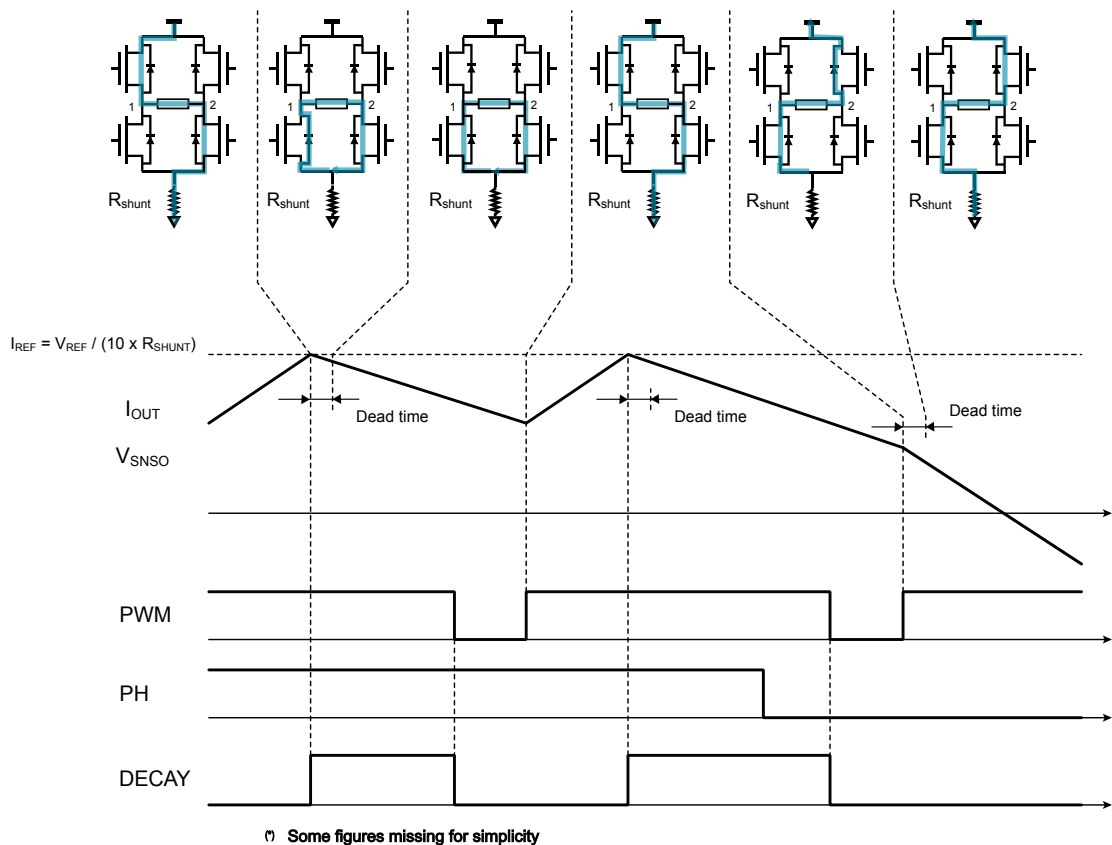 1 2
1 2
1 2
1 2
1 2
1 2
Rshunt
Rshunt
Rshunt
Rshunt
Rshunt
Rshunt
IREF = VREF / (10 x RSHUNT)
IOUT
Dead time
Dead time
Dead time
VSNSO
PWM
PH
DECAY
(*) Some figures missing for simplicity